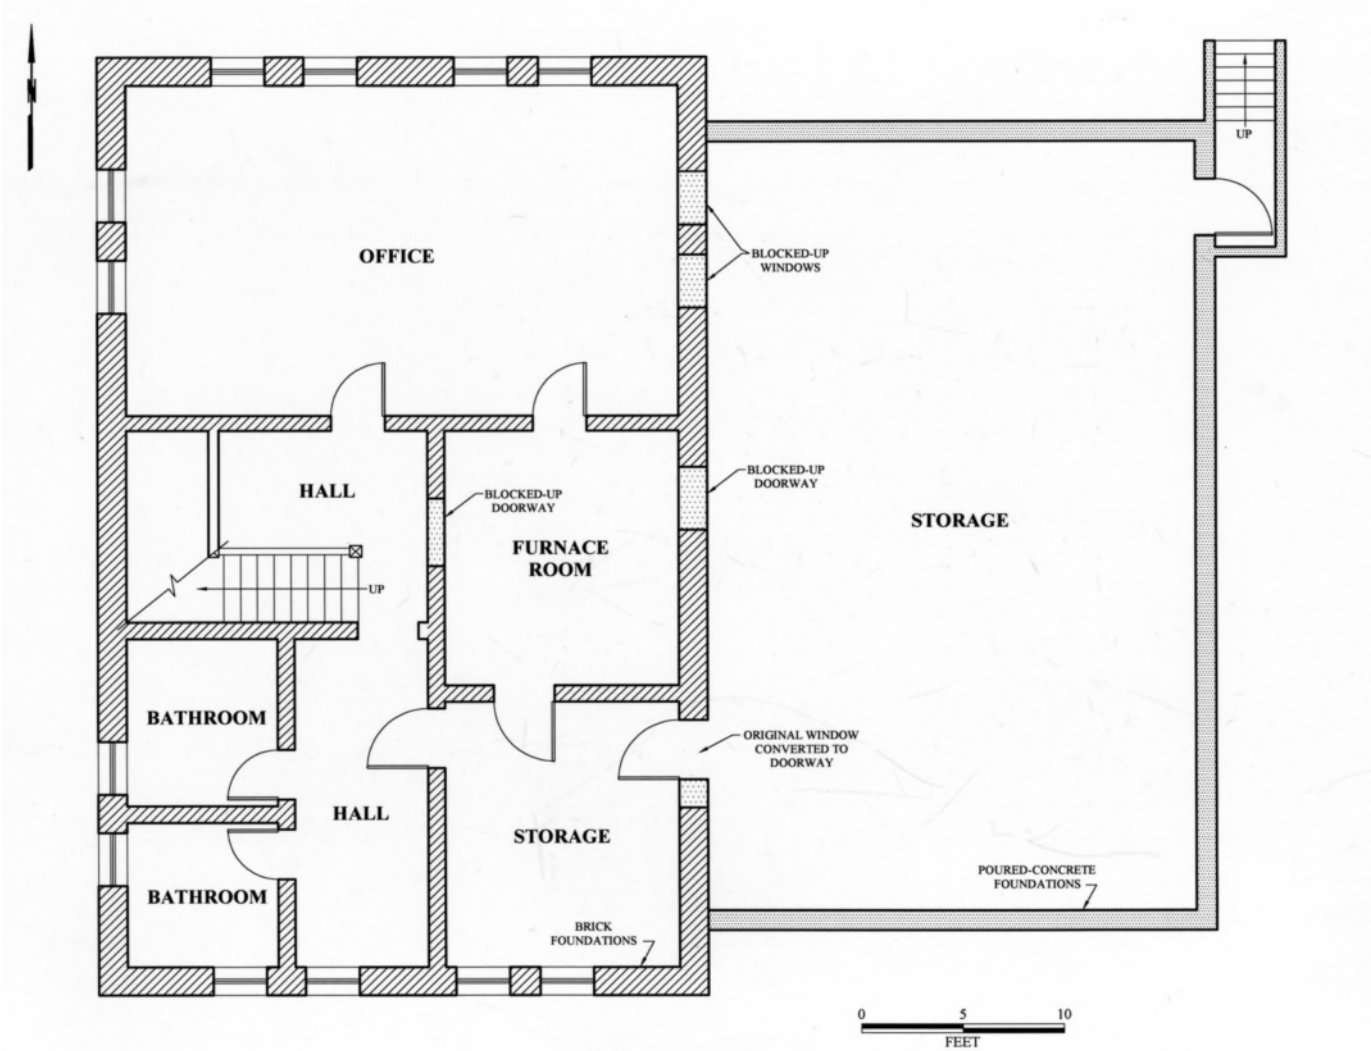 N
UP
OFFICE
BLOCKED-UP
WINDOWS
HALL
BLOCKED-UP
DOORWAY
BLOCKED-UP
DOORWAY
STORAGE
FURNACE
ROOM
UP
BATHROOM
ORIGINAL WINDOW
CONVERTED TO
DOORWAY
HALL
STORAGE
POURED-CONCRETE
FOUNDATIONS
BATHROOM
BRICK
FOUNDATIONS
0 5 10
FEET